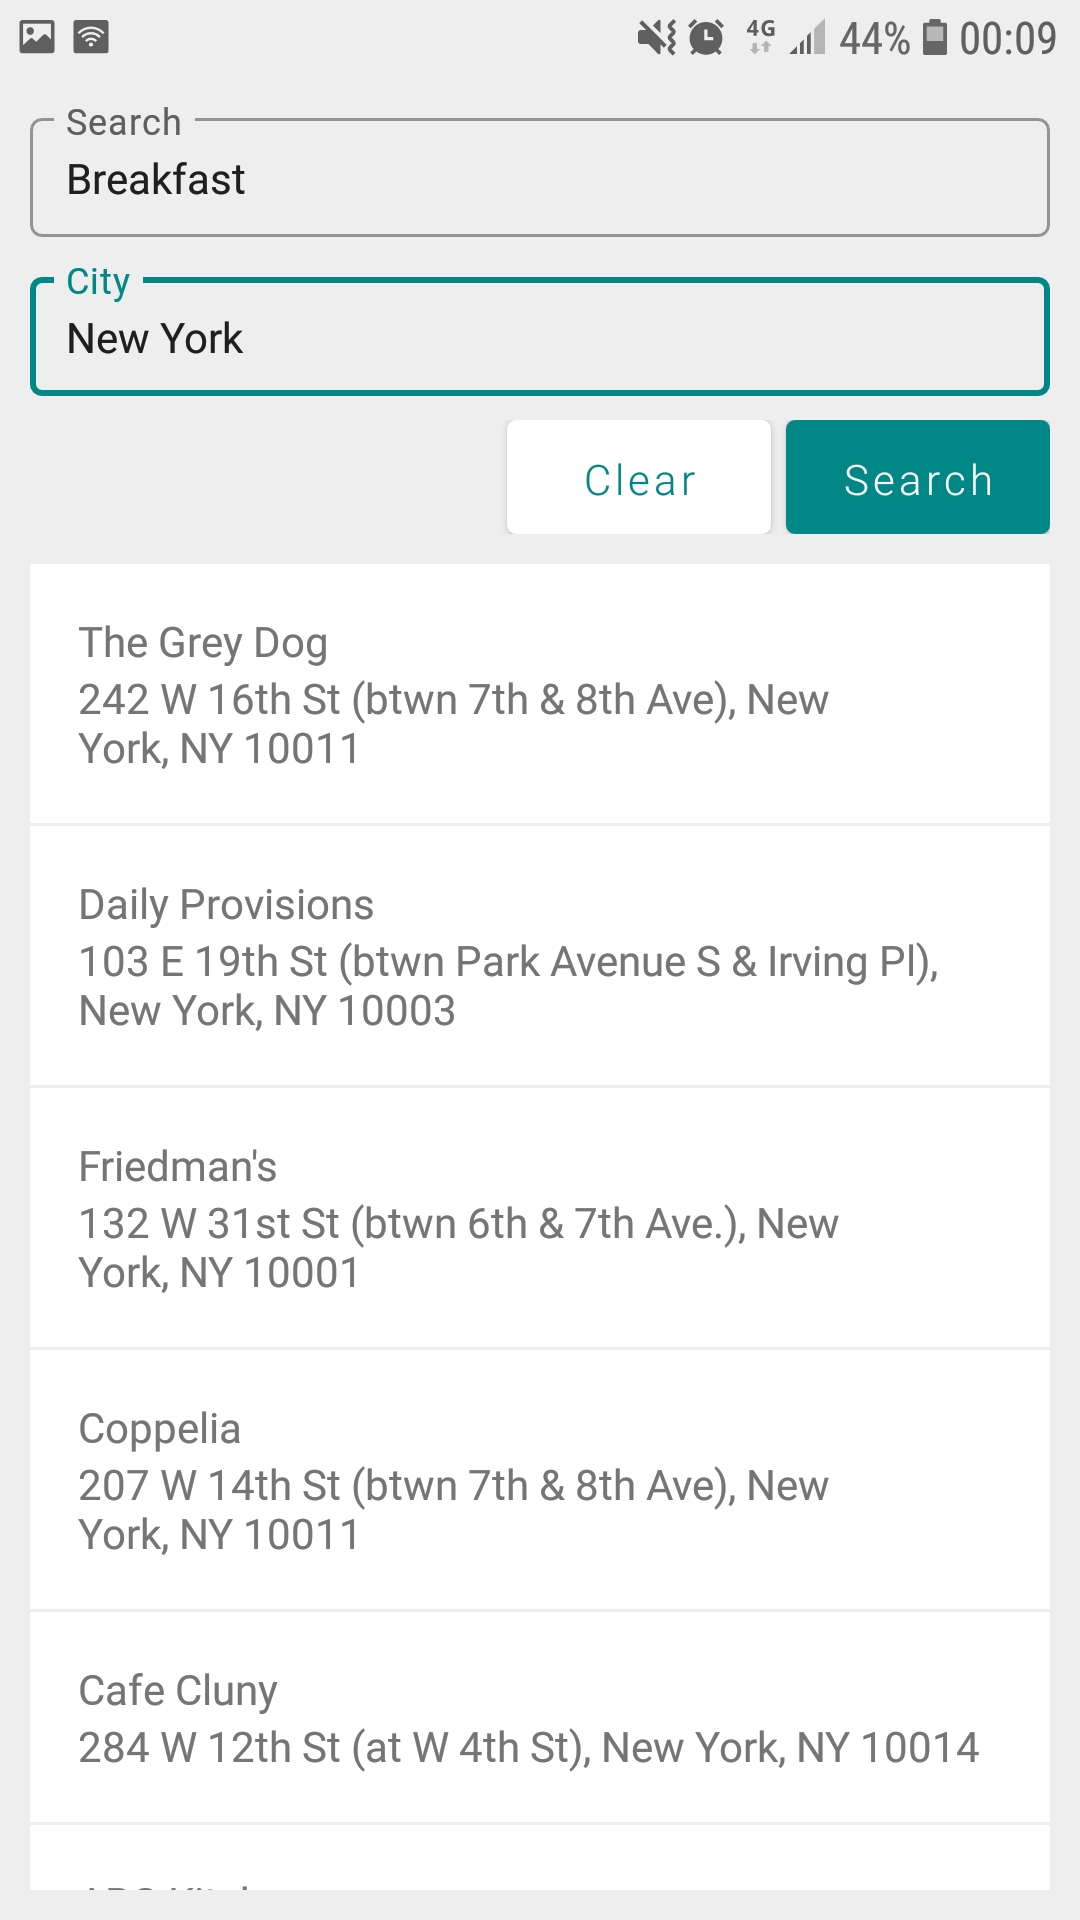 4G 44% 00:09
Search
Breakfast
City
New York
Clear Search
The Grey Dog
242 W 16th St (btwn 7th & 8th Ave), New
York, NY 10011
Daily Provisions
103 E 19th St (btwn Park Avenue S & Irving Pl),
New York, NY 10003
Friedman's
132 W 31st St (btwn 6th & 7th Ave.), New
York, NY 10001
Coppelia
207 W 14th St (btwn 7th & 8th Ave), New
York, NY 10011
Cafe Cluny
284 W 12th St (at W 4th St), New York, NY 10014